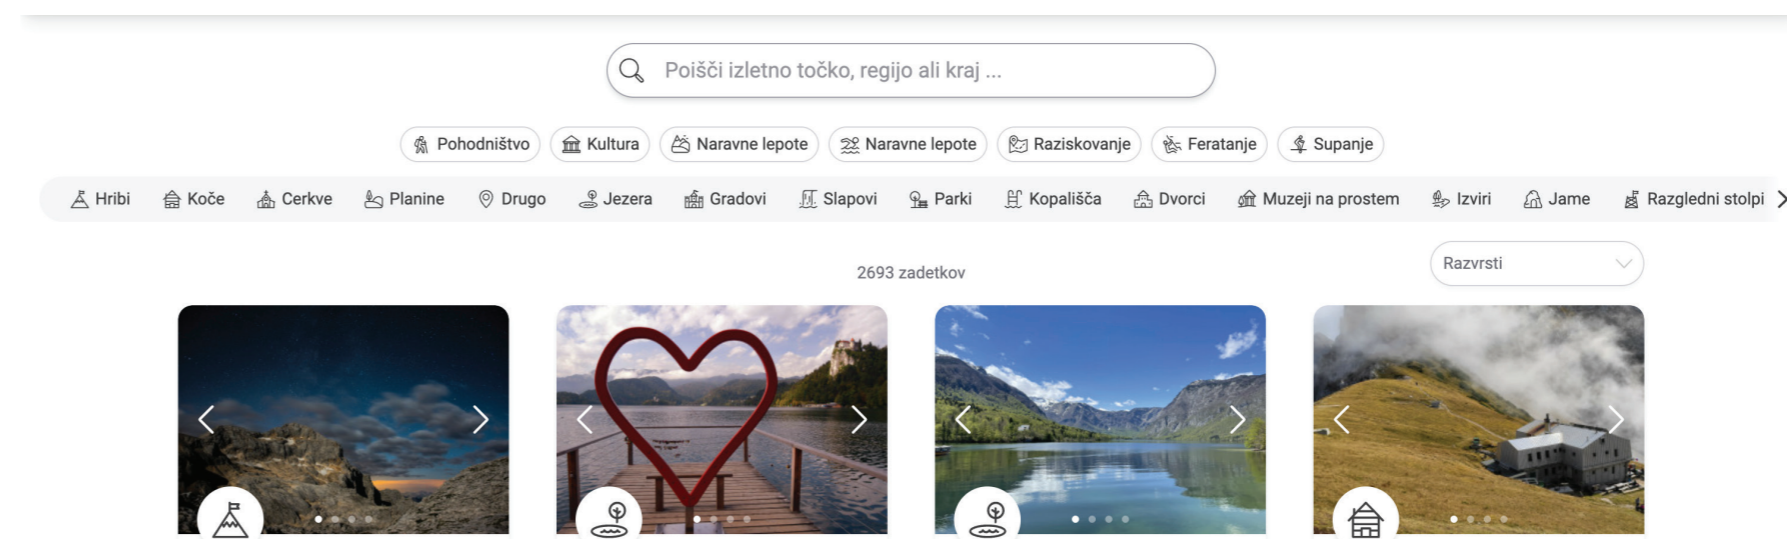 Poišči izletno točko, regijo ali kraj ...
Pohodništvo Kultura Naravne lepote Naravne lepote Raziskovanje Feratanje Supanje
Hribi Koče Cerkve Planine Drugo Jezera Gradovi Slapovi Parki Kopališča Dvorci Muzeji na prostem Izviri Jame Razgledni stolpi
2693 zadetkov
Razvrsti